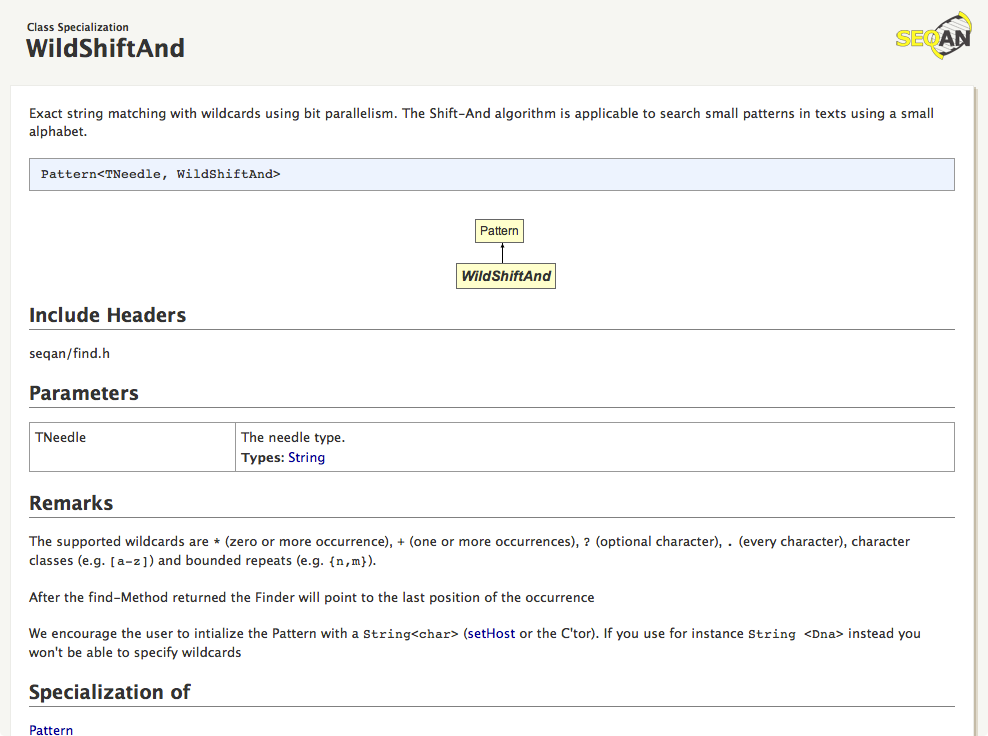 Class Specialization
WildShiftAnd
SEQAN
Exact string matching with wildcards using bit parallelism. The Shift-And algorithm is applicable to search small patterns in texts using a small
alphabet.
Pattern<TNeedle, WildShiftAnd>
Pattern
WildShiftAnd
Include Headers
seqan/find.h
Parameters
TNeedle
The needle type.
Types: String
Remarks
The supported wildcards are * (zero or more occurrence), + (one or more occurrences), ? (optional character), . (every character), character
classes (e.g. [a-z]) and bounded repeats (e.g. {n,m}).
After the find-Method returned the Finder will point to the last position of the occurrence
We encourage the user to intialize the Pattern with a String<char> (setHost or the C'tor). If you use for instance String <Dna> instead you
won't be able to specify wildcards
Specialization of
Pattern